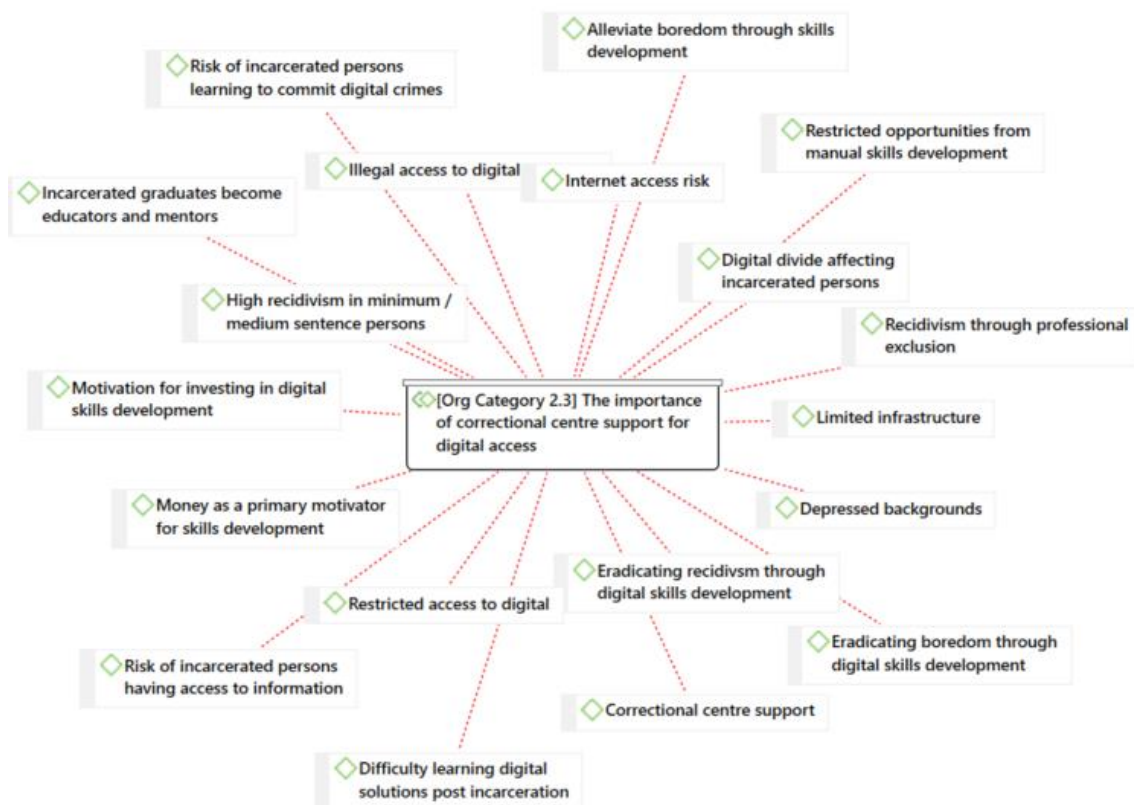 Alleviate boredom through skills
development
Risk of incarcerated persons
learning to commit digital crimes
Restricted opportunities from
manual skills development
Illegal access to digital
Internet access risk
Incarcerated graduates become
educators and mentors
Digital divide affecting
incarcerated persons
High recidivism in minimum /
medium sentence persons
Recidivism through professional
exclusion
Motivation for investing in digital
skills development
[Org Category 2.3] The importance
of correctional centre support for
digital access
Limited infrastructure
Money as a primary motivator
for skills development
Depressed backgrounds
Eradicating recidivsm through
digital skills development
Restricted access to digital
Eradicating boredom through
digital skills development
Risk of incarcerated persons
having access to information
Correctional centre support
Difficulty learning digital
solutions post incarceration